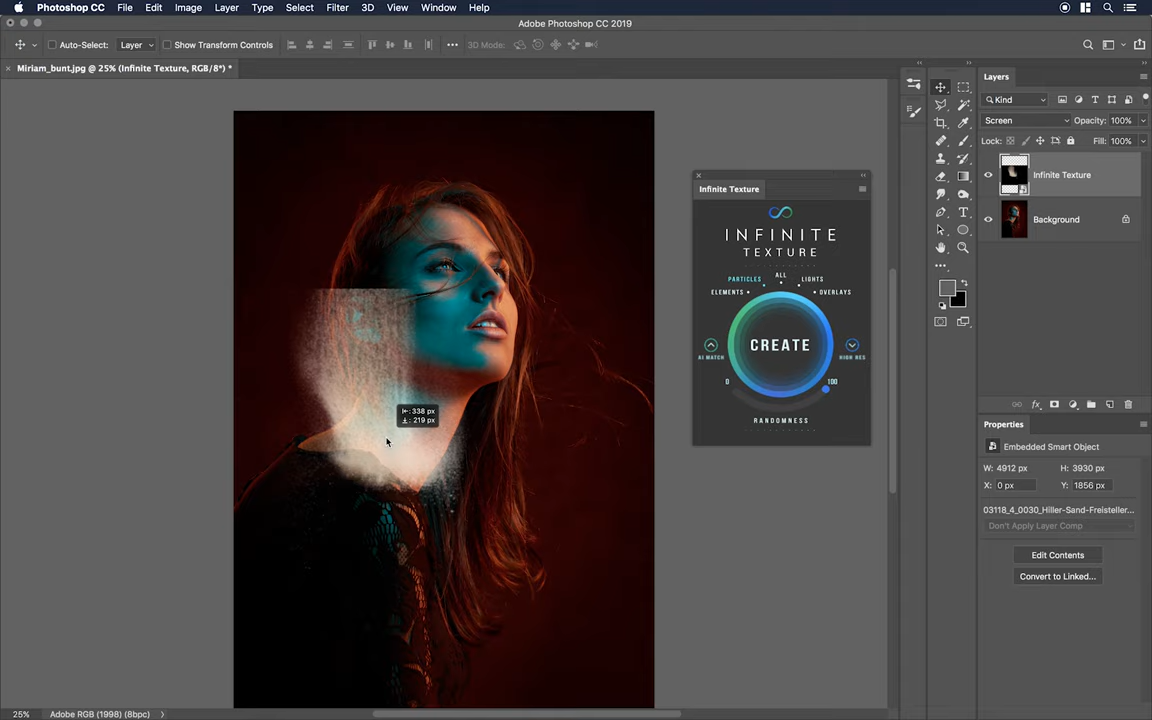 Photoshop CC File Edit Image Layer Type Select Filter 3D View Window Help
Adobe Photoshop CC 2019
Auto-Select: Layer Show Transform Controls 3D Mode:
Miriam_bunt.jpg @ 25% (Infinite Texture, RGB/8*) *
Layers
Kind
Screen Opacity: 100%
Lock: Fill: 100%
Infinite Texture
Background
Infinite Texture
INFINITE
TEXTURE
PARTICLES ALL LIGHTS
ELEMENTS OVERLAYS
CREATE
AI MATCH HIGH RES
0 100
RANDOMNESS
338 px
219 px
Properties
Embedded Smart Object
W: 4912 px H: 3930 px
X: 0 px Y: 1856 px
03118_4_0030_Hiller-Sand-Freisteller...
Don't Apply Layer Comp
Edit Contents
Convert to Linked...
25% Adobe RGB (1998) (8bpc)